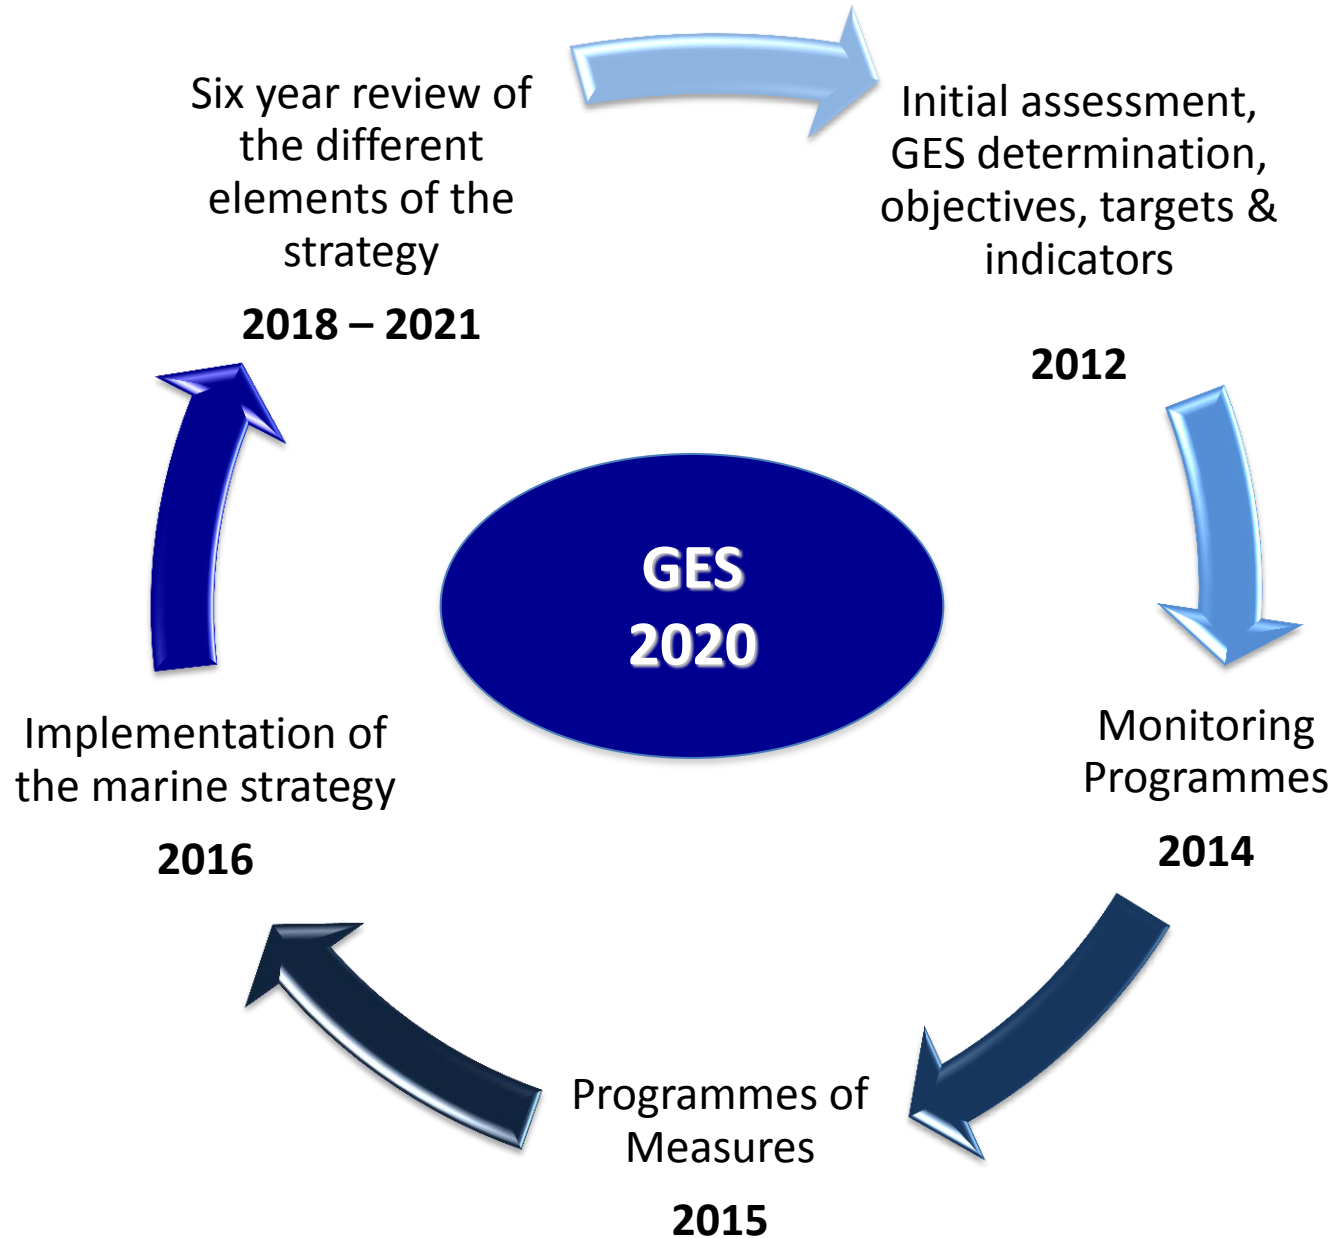 Six year review of
the different
elements of the
strategy
2018 – 2021
Initial assessment,
GES determination,
objectives, targets &
indicators
2012
GES
2020
Monitoring
Programmes
2014
Programmes of
Measures
2015
Implementation of
the marine strategy
2016